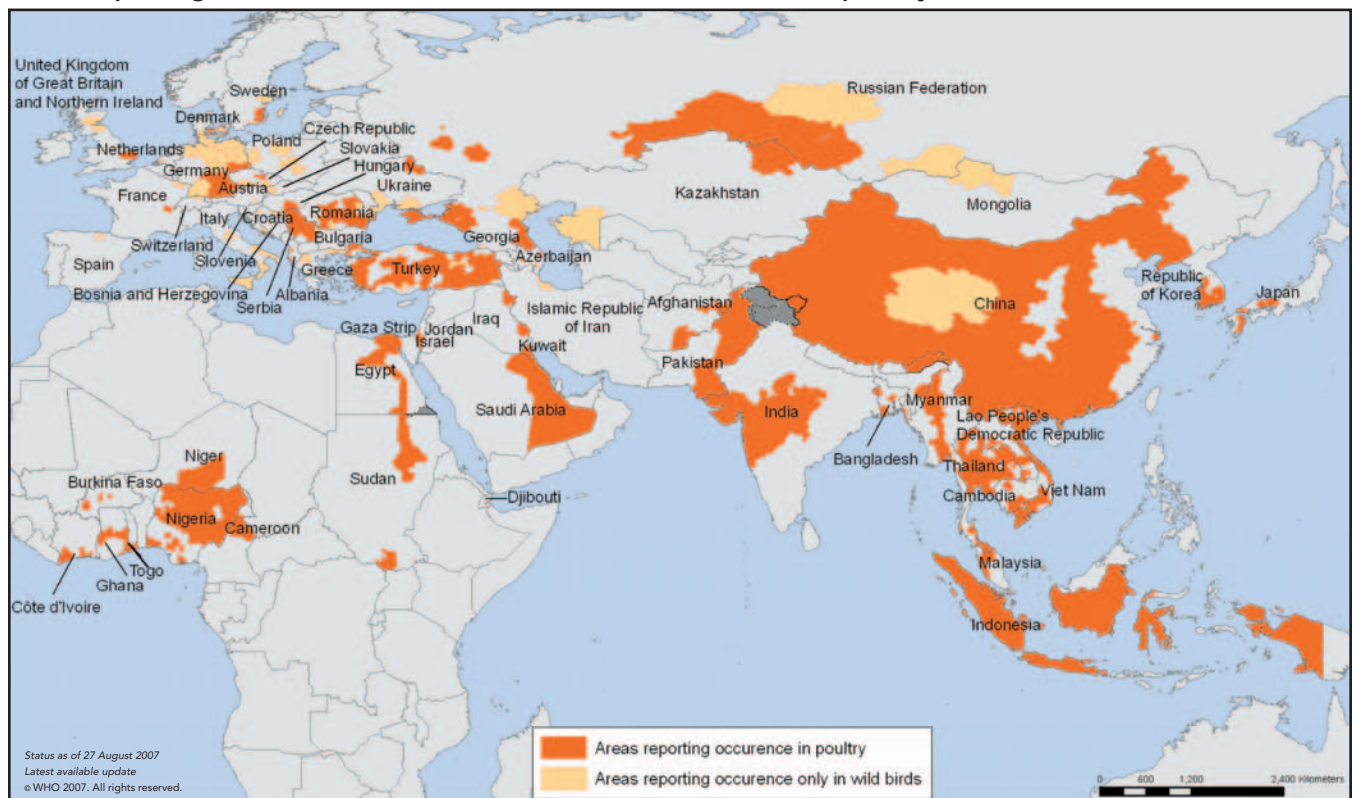 United Kingdom
of Great Britain
and Northern Ireland
Sweden
Denmark
Czech Republic
Netherlands
Poland
Slovakia
Germany
Hungary
Austria
Ukraine
France
Italy
Croatia
Romania
Switzerland
Slovenia
Bulgaria
Spain
Bosnia and Herzegovina
Serbia
Albania
Greece
Turkey
Georgia
Azerbaijan
Russian Federation
Kazakhstan
Mongolia
Republic
of Korea
Japan
China
Afghanistan
Islamic Republic
of Iran
Iraq
Jordan
Gaza Strip
Israel
Kuwait
Egypt
Pakistan
Saudi Arabia
India
Myanmar
Lao People's
Democratic Republic
Bangladesh
Thailand
Cambodia
Viet Nam
Niger
Burkina Faso
Sudan
Djibouti
Nigeria
Cameroon
Togo
Ghana
Côte d'Ivoire
Malaysia
Indonesia
Status as of 27 August 2007
Latest available update
© WHO 2007. All rights reserved.
Areas reporting occurence in poultry
Areas reporting occurence only in wild birds
0 600 1,200 2,400 Kilometers